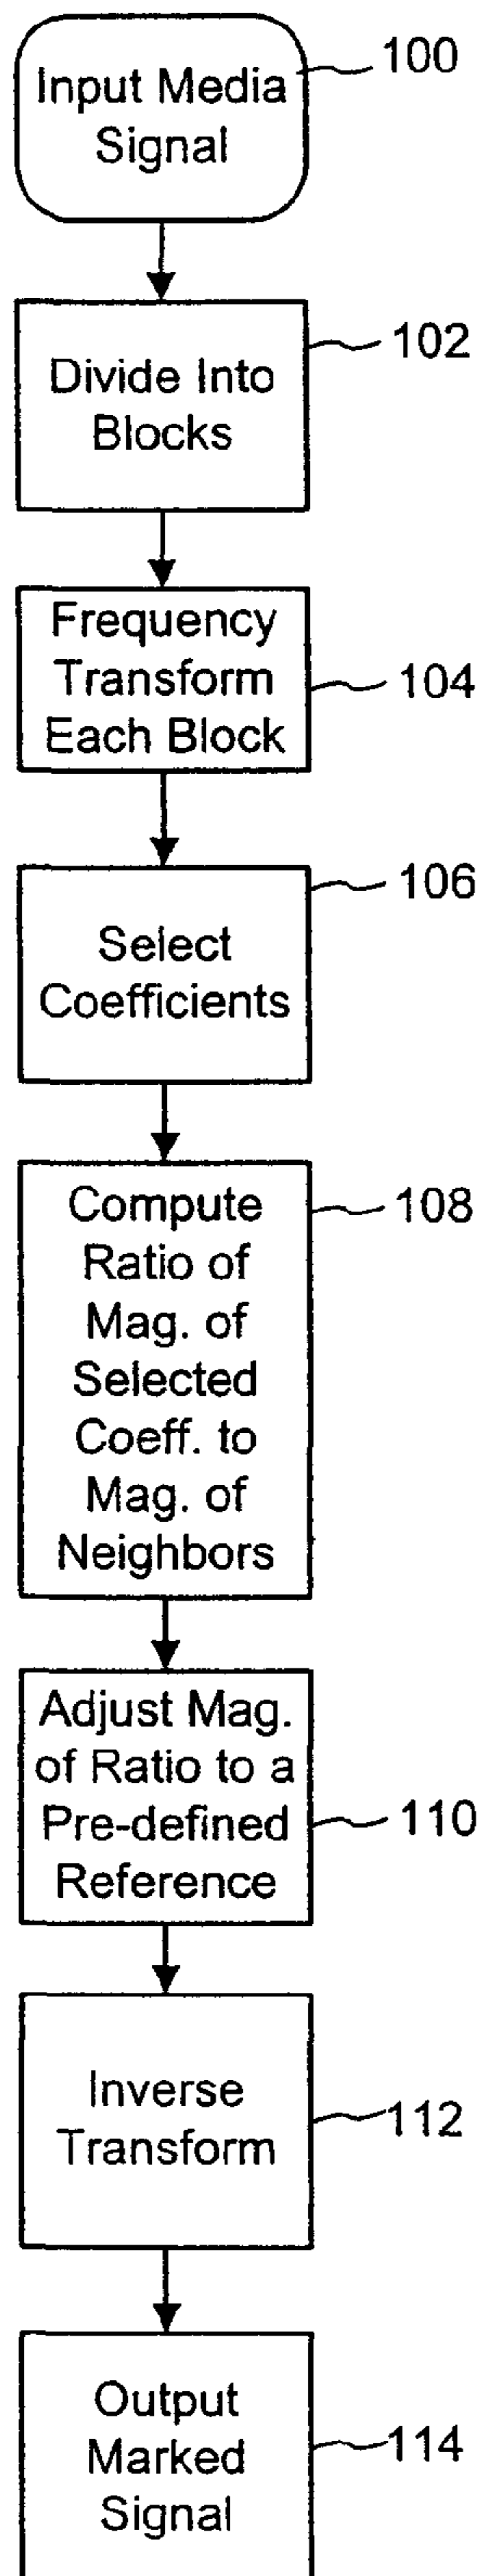 Input Media
Signal
100
Divide Into
Blocks
102
Frequency
Transform
Each Block
104
Select
Coefficients
106
Compute
Ratio of
Mag. of
Selected
Coeff. to
Mag. of
Neighbors
108
Adjust Mag.
of Ratio to a
Pre-defined
Reference
110
Inverse
Transform
112
Output
Marked
Signal
114